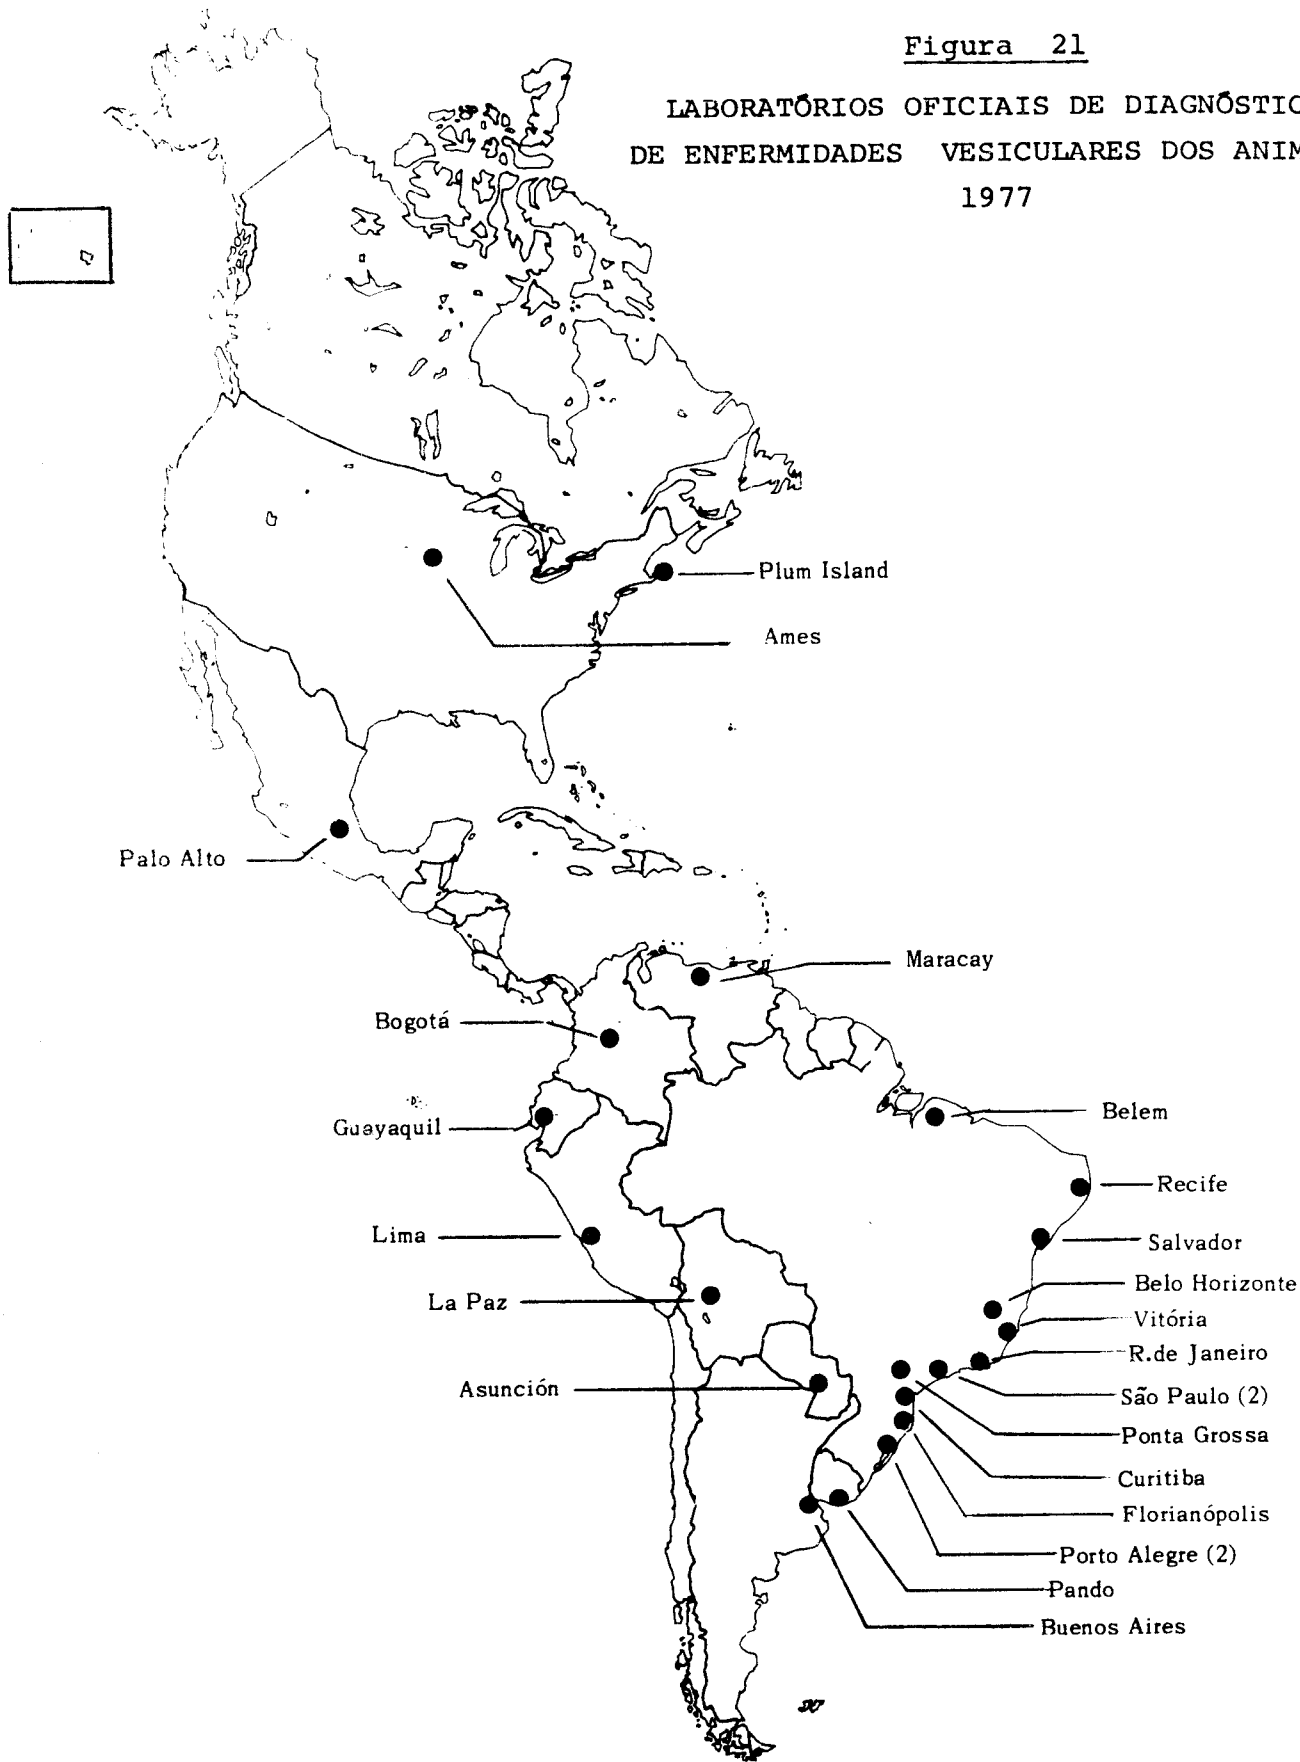 Figura 21
LABORATÓRIOS OFICIAIS DE DIAGNÓSTIC
DE ENFERMIDADES VESICULARES DOS ANIM
1977
Plum Island
Ames
Palo Alto
Maracay
Bogotá
Belem
Guayaquil
Recife
Lima
Salvador
Belo Horizonte
La Paz
Vitória
R.de Janeiro
Asunción
São Paulo (2)
Ponta Grossa
Curitiba
Florianópolis
Porto Alegre (2)
Pando
Buenos Aires